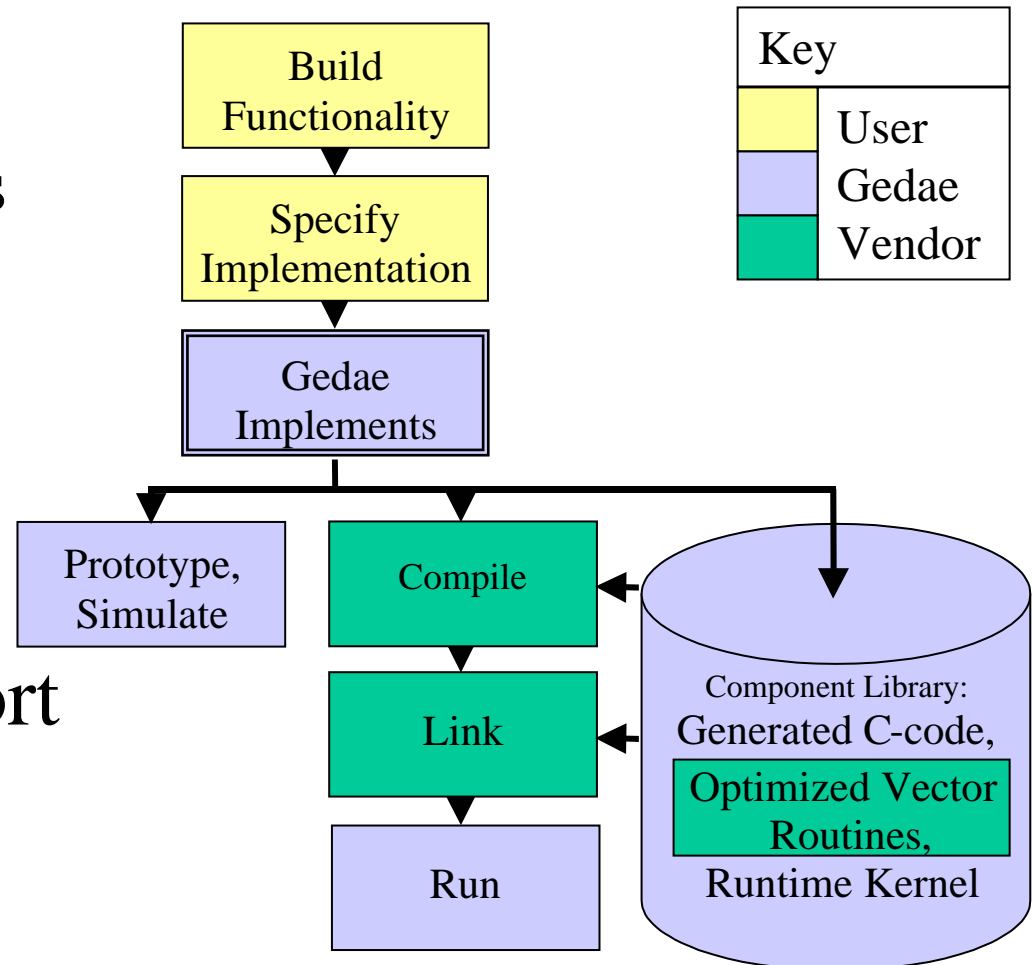 Build
Functionality
Key
User
Gedae
Vendor
Specify
Implementation
Gedae
Implements
Prototype,
Simulate
Compile
Link
Run
Component Library:
Generated C-code,
Optimized Vector
Routines,
Runtime Kernel